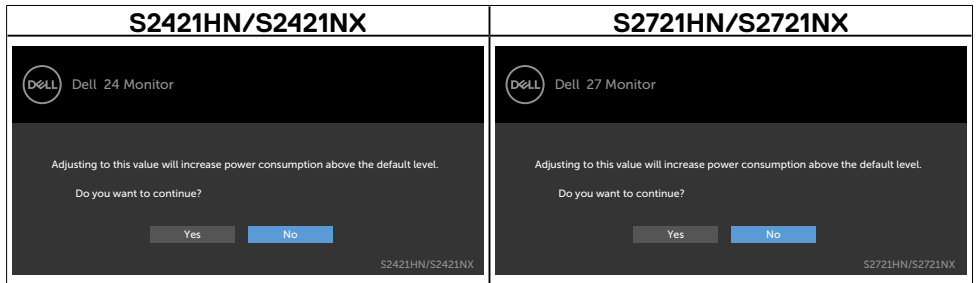 S2421HN/S2421NX
DELL Dell 24 Monitor
Adjusting to this value will increase power consumption above the default level.
Do you want to continue?
Yes No
S2421HN/S2421NX
S2721HN/S2721NX
DELL Dell 27 Monitor
Adjusting to this value will increase power consumption above the default level.
Do you want to continue?
Yes No
S2721HN/S2721NX